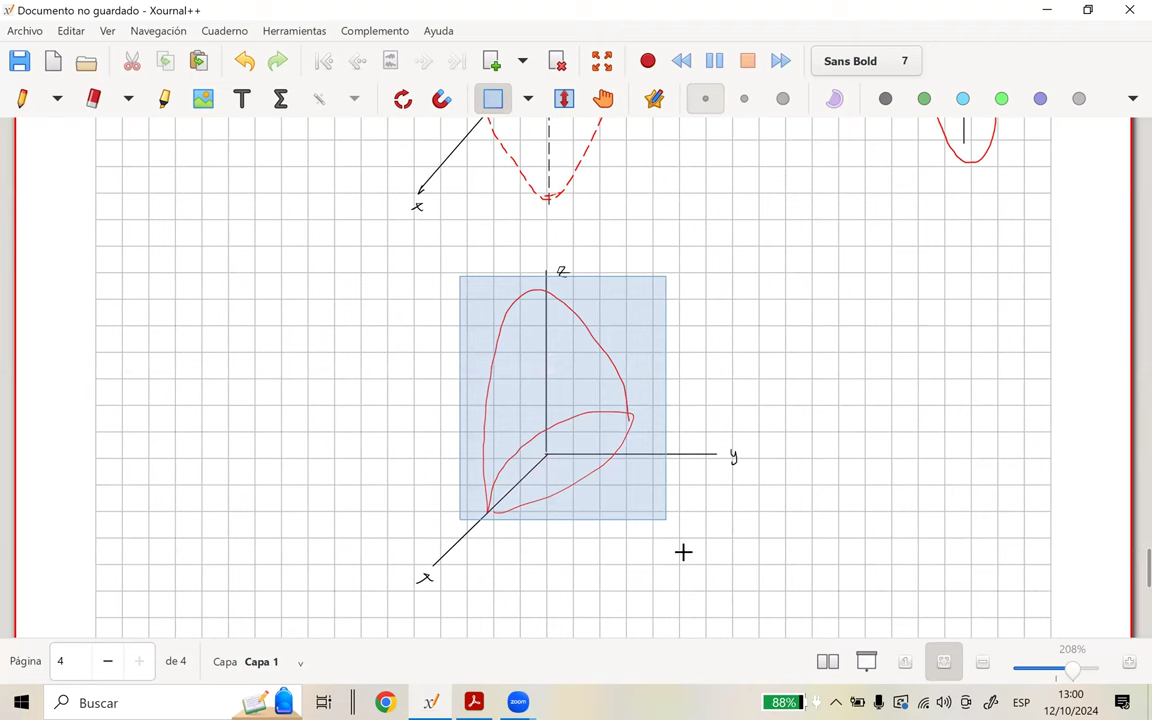 Documento no guardado - Xournal++
Archivo Editar Ver Navegación Cuaderno Herramientas Complemento Ayuda
Sans Bold 7
x
z
y
x
Página 4 de 4 Capa Capa 1
208%
Buscar
zoom
88%
ESP
13:00
12/10/2024